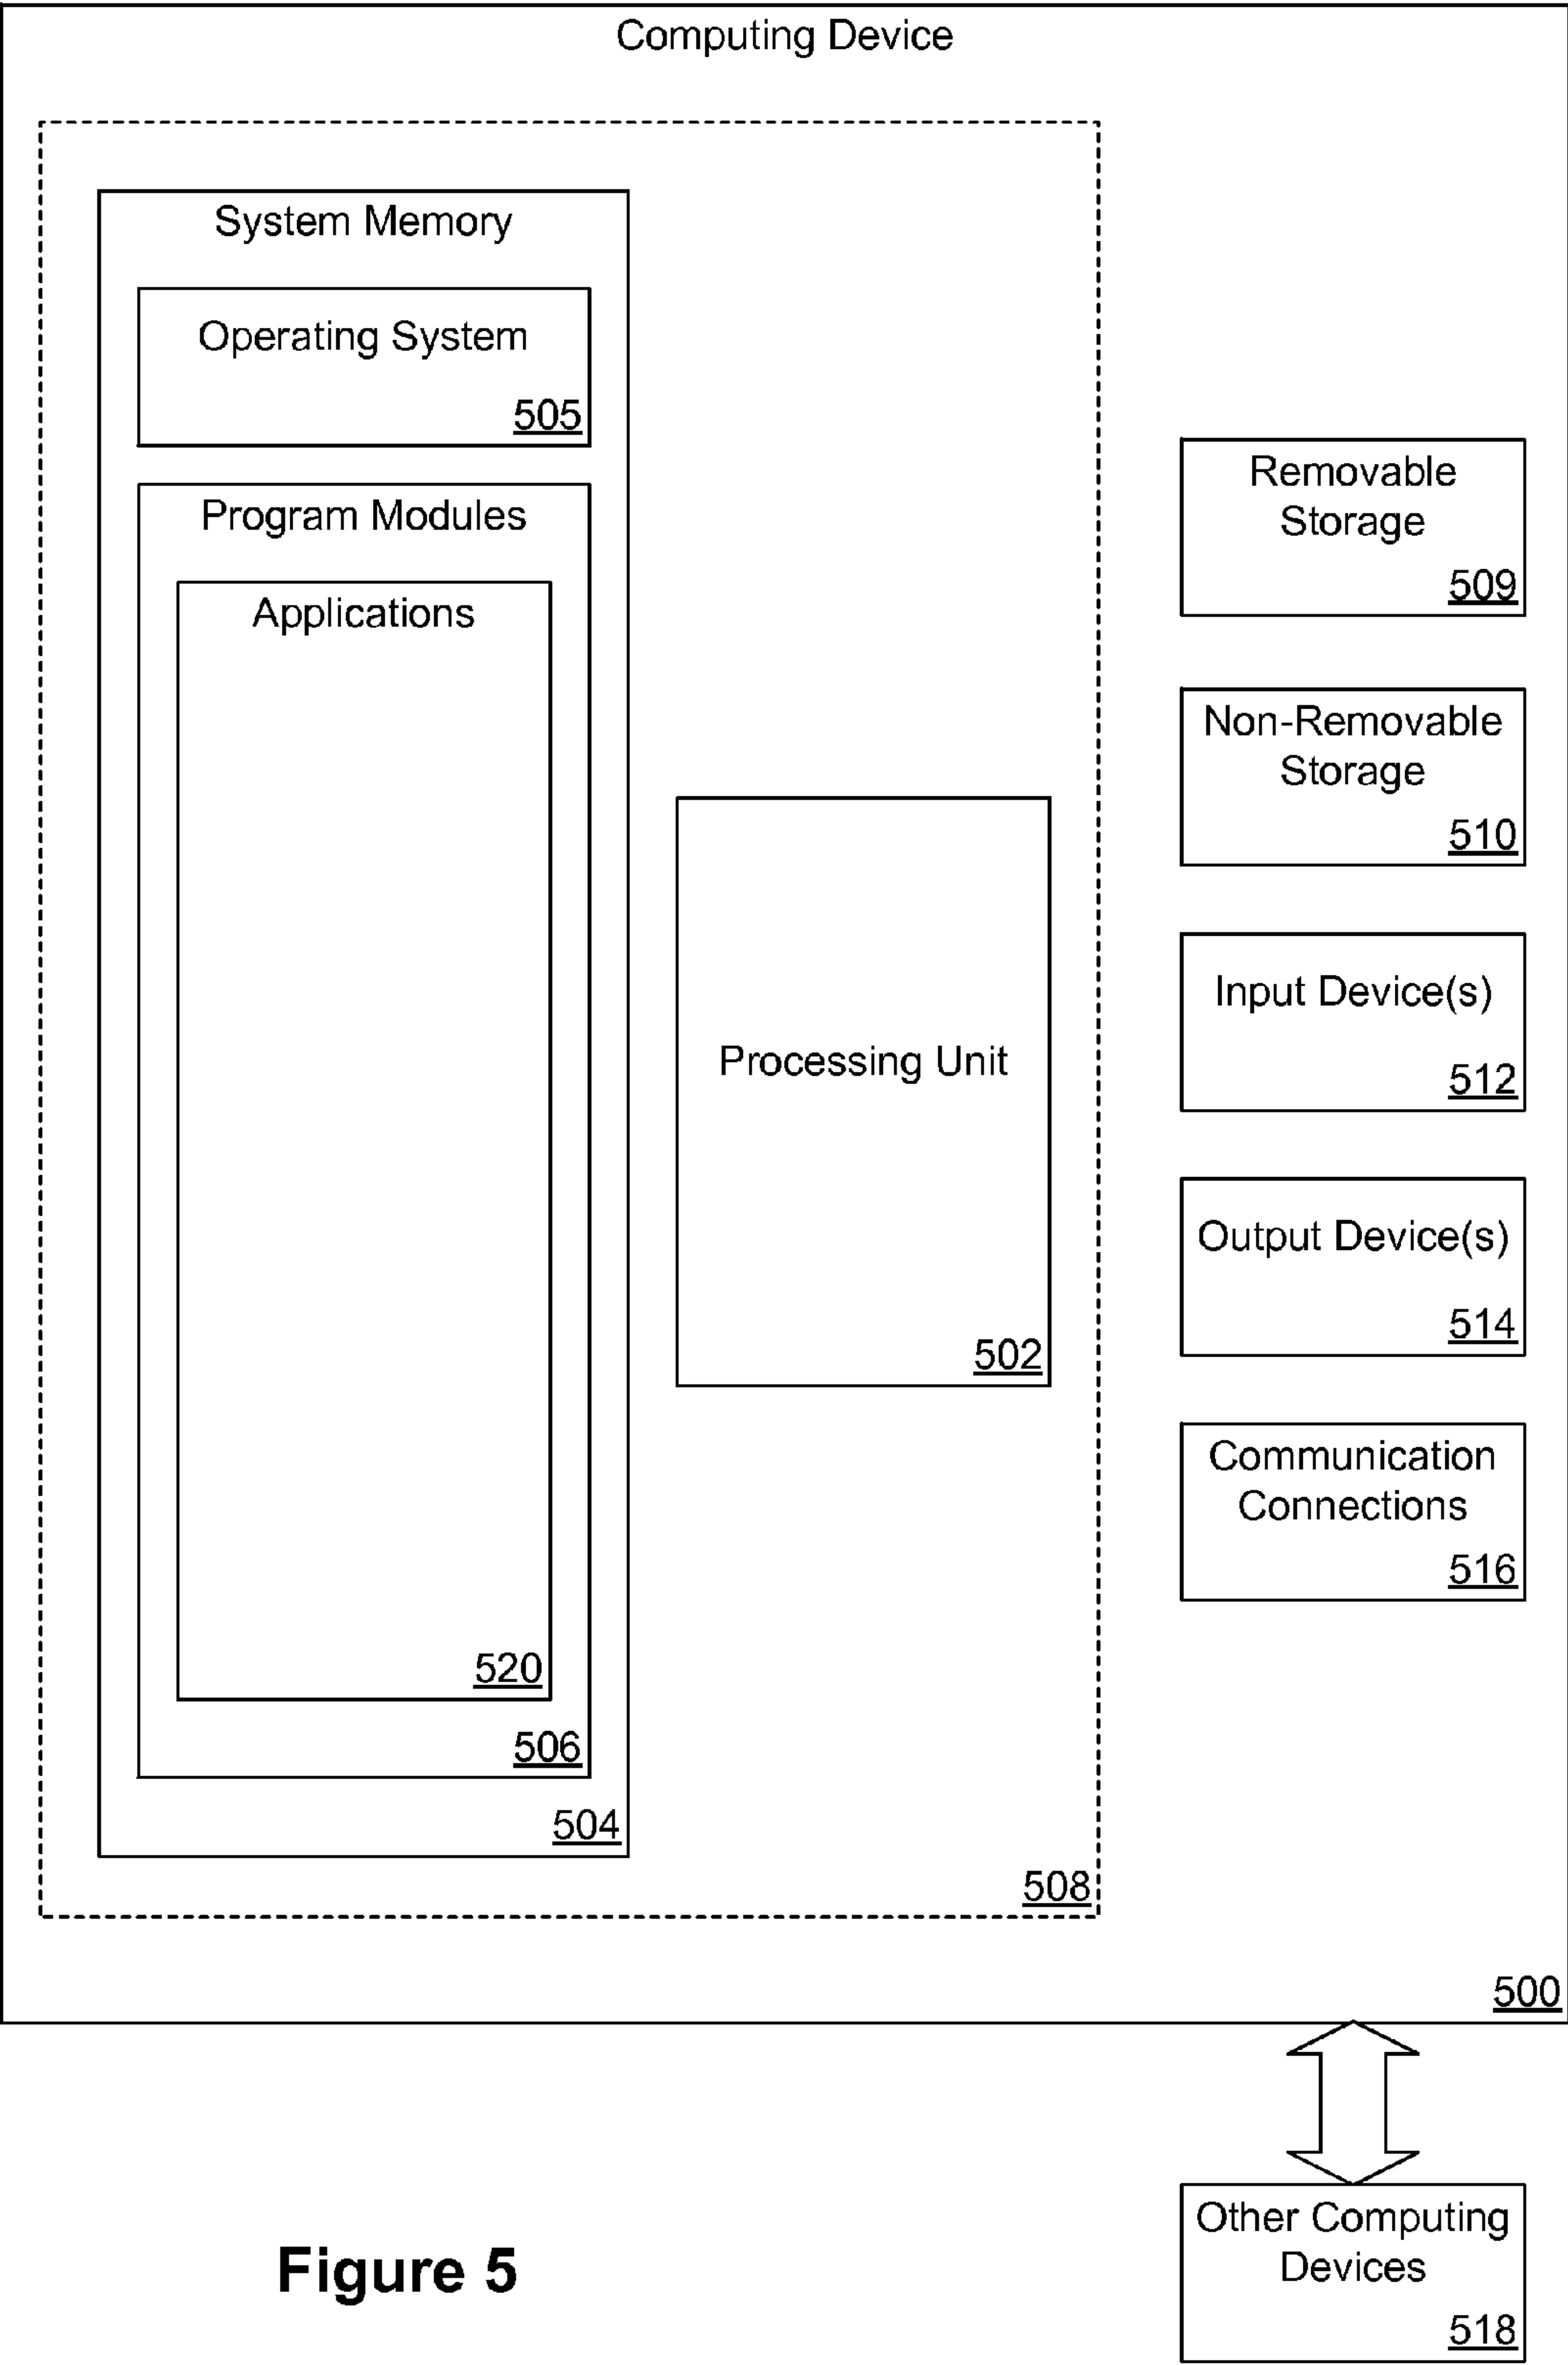 Computing Device
System Memory
Operating System
505
Program Modules
Applications
520
506
504
Processing Unit
502
508
Removable
Storage
509
Non-Removable
Storage
510
Input Device(s)
512
Output Device(s)
514
Communication
Connections
516
500
Other Computing
Devices
518
Figure 5